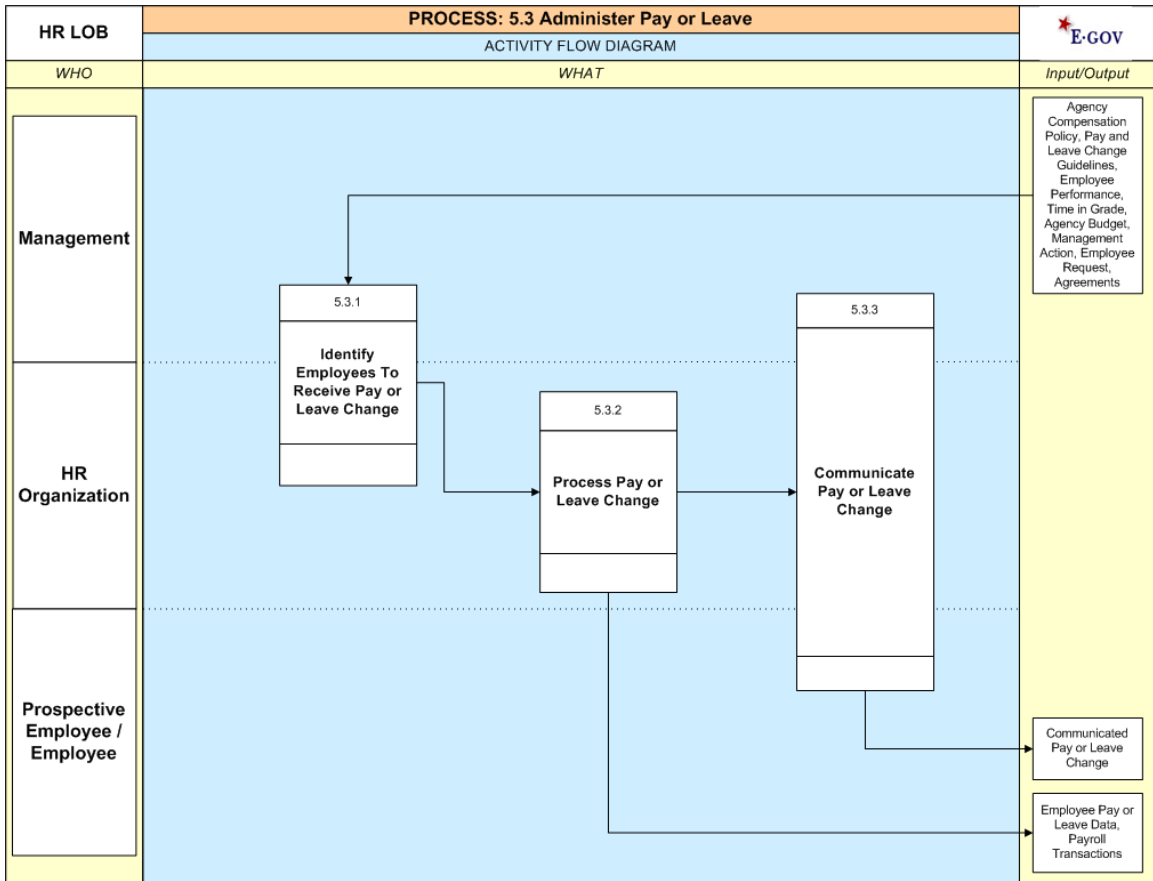 HR LOB
PROCESS: 5.3 Administer Pay or Leave
ACTIVITY FLOW DIAGRAM
E·GOV
WHO
WHAT
Input/Output
Management
HR
Organization
Prospective
Employee /
Employee
5.3.1
Identify
Employees To
Receive Pay or
Leave Change
5.3.2
Process Pay or
Leave Change
5.3.3
Communicate
Pay or Leave
Change
Agency
Compensation
Policy, Pay and
Leave Change
Guidelines,
Employee
Performance,
Time in Grade,
Agency Budget,
Management
Action, Employee
Request,
Agreements
Communicated
Pay or Leave
Change
Employee Pay or
Leave Data,
Payroll
Transactions